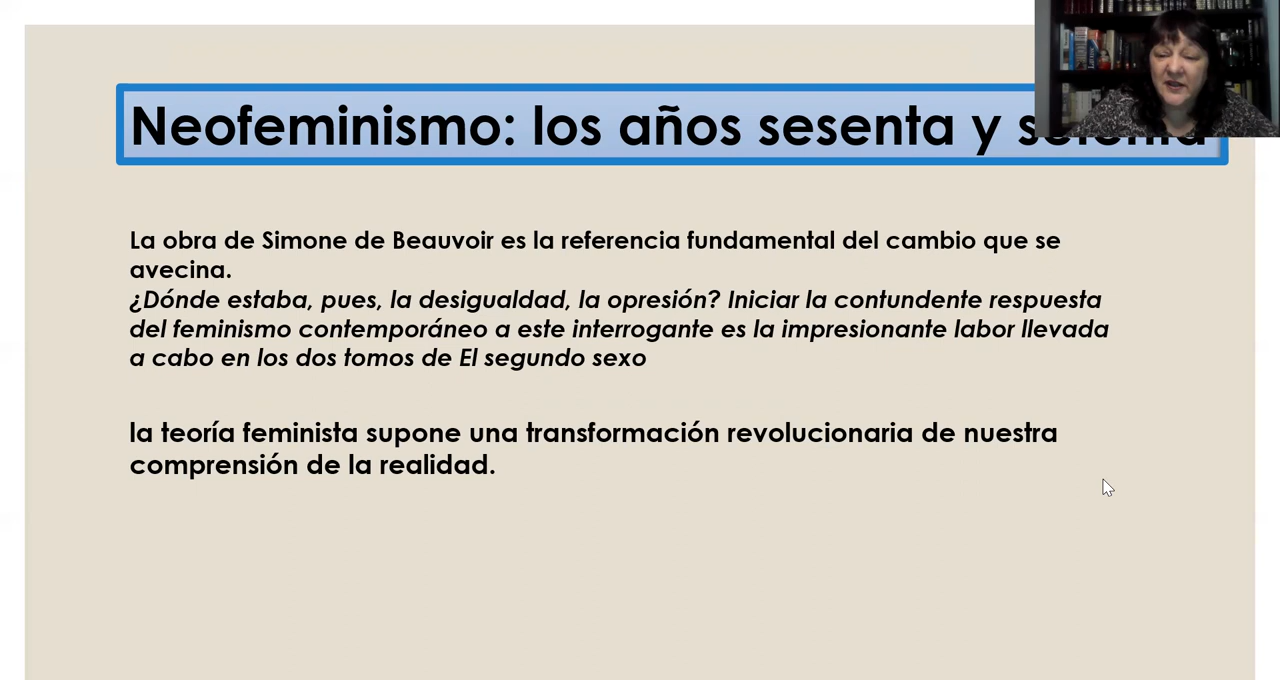 Neofeminismo: los años sesenta y setenta
La obra de Simone de Beauvoir es la referencia fundamental del cambio que se
avecina.
¿Dónde estaba, pues, la desigualdad, la opresión? Iniciar la contundente respuesta
del feminismo contemporáneo a este interrogante es la impresionante labor llevada
a cabo en los dos tomos de El segundo sexo
la teoría feminista supone una transformación revolucionaria de nuestra
comprensión de la realidad.